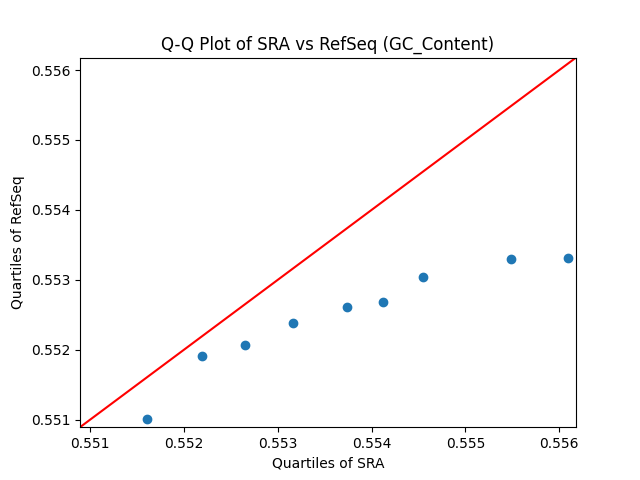 Q-Q Plot of SRA vs RefSeq (GC_Content)
Quartiles of RefSeq
0.556
0.555
0.554
0.553
0.552
0.551
0.551 0.552 0.553 0.554 0.555 0.556
Quartiles of SRA